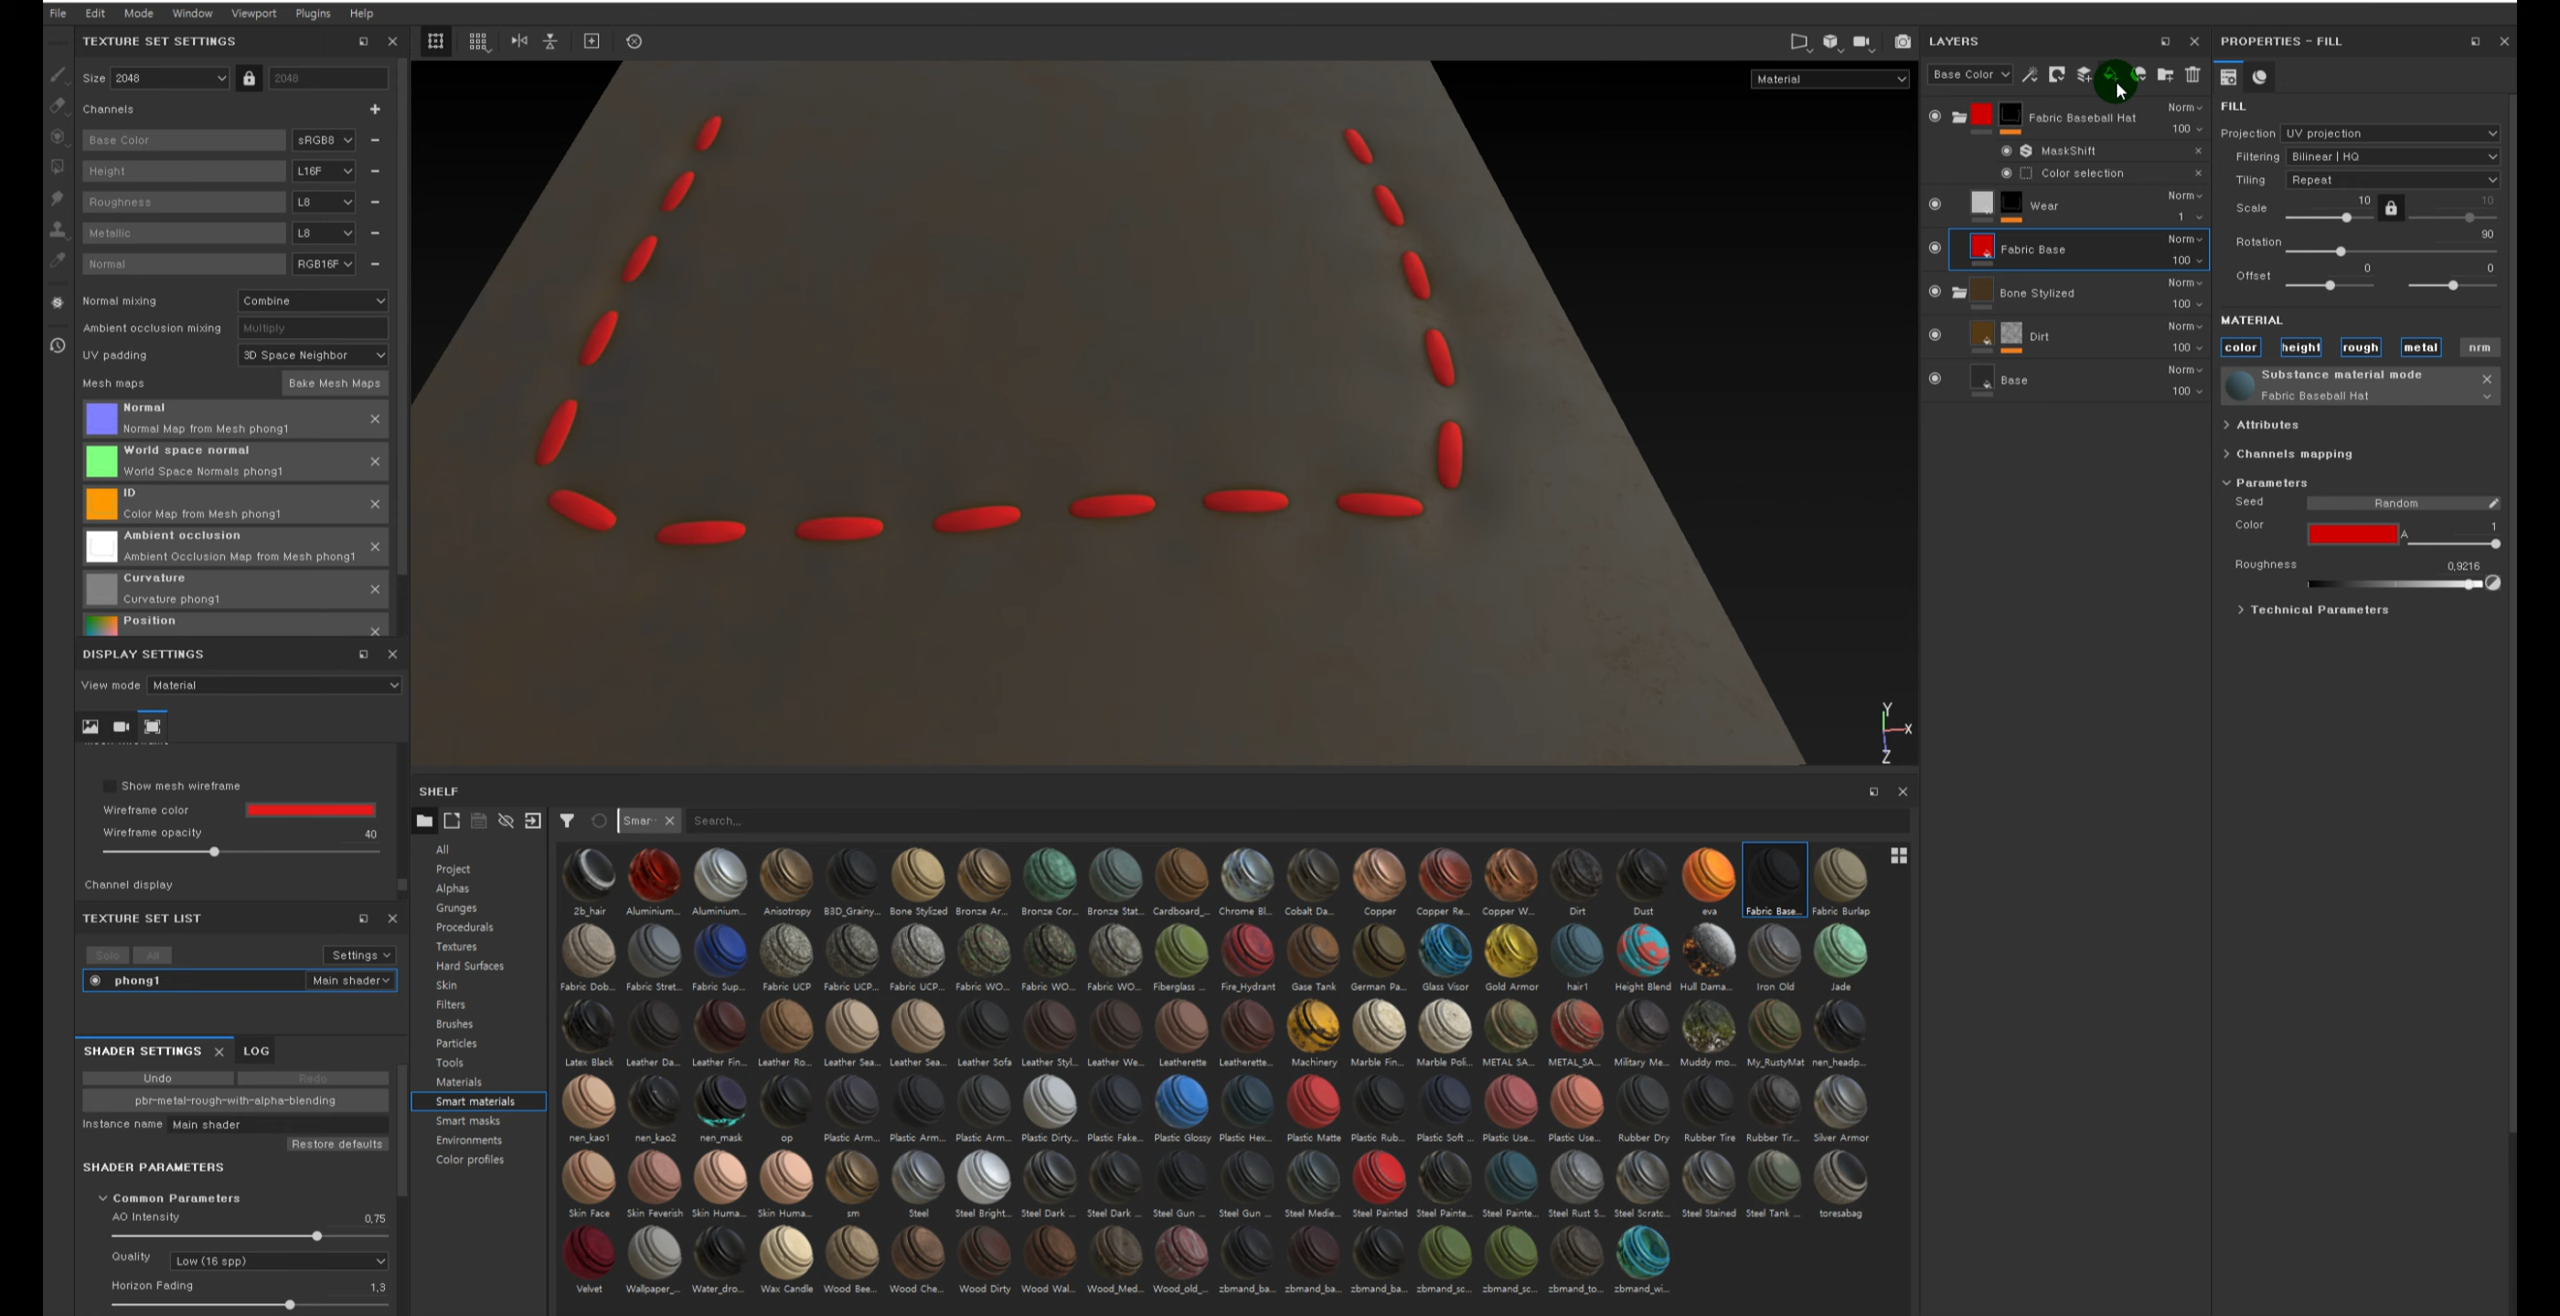 File Edit Mode Window Viewport Plugins Help
TEXTURE SET SETTINGS
Size 2048 2048
Channels
Base Color sRGB8
Height L16F
Roughness L8
Metallic L8
Normal RGB16F
Normal mixing Combine
Ambient occlusion mixing Multiply
UV padding 3D Space Neighbor
Mesh maps Bake Mesh Maps
Normal
Normal Map from Mesh phong1
World space normal
World Space Normals phong1
ID
Color Map from Mesh phong1
Ambient occlusion
Ambient Occlusion Map from Mesh phong1
Curvature
Curvature phong1
Position
DISPLAY SETTINGS
View mode Material
Show mesh wireframe
Wireframe color
Wireframe opacity 40
Channel display
TEXTURE SET LIST
Solo All Settings
phong1 Main shader
SHADER SETTINGS LOG
Undo Redo
pbr-metal-rough-with-alpha-blending
Instance name Main shader
Restore defaults
SHADER PARAMETERS
Common Parameters
AO Intensity 0,75
Quality Low (16 spp)
Horizon Fading 1,3
Material
Y
X
Z
SHELF
Smar·· Search...
All
Project
Alphas
Grunges
Procedurals
Textures
Hard Surfaces
Skin
Filters
Brushes
Particles
Tools
Materials
Smart materials
Smart masks
Environments
Color profiles
2b_hair Aluminium... Aluminium... Anisotropy B3D_Grainy... Bone Stylized Bronze Ar... Bronze Cor... Bronze Stat... Cardboard_... Chrome Bl... Cobalt Da... Copper Copper Re... Copper W... Dirt Dust eva Fabric Base... Fabric Burlap
Fabric Dob... Fabric Stret... Fabric Sup... Fabric UCP Fabric UCP... Fabric UCP... Fabric WO... Fabric WO... Fabric WO... Fiberglass ... Fire_Hydrant Gase Tank German Pa... Glass Visor Gold Armor hair1 Height Blend Hull Dama... Iron Old Jade
Latex Black Leather Da... Leather Fin... Leather Ro... Leather Sea... Leather Sea... Leather Sofa Leather Styl... Leather We... Leatherette Leatherette... Machinery Marble Fin... Marble Poli... METAL SA... METAL_SA... Military Me... Muddy mo... My_RustyMat nen_headp...
nen_kao1 nen_kao2 nen_mask op Plastic Arm... Plastic Arm... Plastic Arm... Plastic Dirty... Plastic Fake... Plastic Glossy Plastic Hex... Plastic Matte Plastic Rub... Plastic Soft ... Plastic Use... Plastic Use... Rubber Dry Rubber Tire Rubber Tir... Silver Armor
Skin Face Skin Feverish Skin Huma... Skin Huma... sm Steel Steel Bright... Steel Dark ... Steel Dark ... Steel Gun ... Steel Gun ... Steel Medie... Steel Painted Steel Painte... Steel Painte... Steel Rust S... Steel Scratc... Steel Stained Steel Tank ... toresabag
Velvet Wallpaper_... Water_dro... Wax Candle Wood Bee... Wood Che... Wood Dirty Wood Wal... Wood_Med... Wood_old_... zbmand_ba... zbmand_ba... zbmand_ba... zbmand_sc... zbmand_sc... zbmand_to... zbmand_wi...
LAYERS
Base Color
Fabric Baseball Hat Norm 100
MaskShift
Color selection
Wear Norm 1
Fabric Base Norm 100
Bone Stylized Norm 100
Dirt Norm 100
Base Norm 100
PROPERTIES - FILL
FILL
Projection UV projection
Filtering Bilinear | HQ
Tiling Repeat
Scale 10 10
Rotation 90
Offset 0 0
MATERIAL
color height rough metal nrm
Substance material mode
Fabric Baseball Hat
Attributes
Channels mapping
Parameters
Seed Random
Color A 1
Roughness 0,9216
Technical Parameters